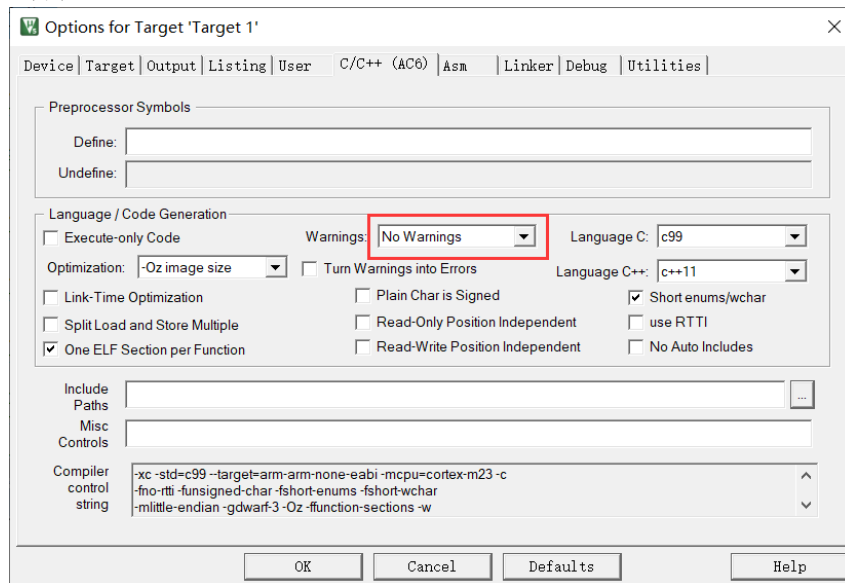 Options for Target 'Target 1'
Device Target Output Listing User C/C++ (AC6) Asm Linker Debug Utilities
Preprocessor Symbols
Define:
Undefine:
Language / Code Generation
Execute-only Code Warnings: No Warnings Language C: c99
Optimization: -Oz image size Turn Warnings into Errors Language C++: c++11
Link-Time Optimization Plain Char is Signed Short enums/wchar
Split Load and Store Multiple Read-Only Position Independent use RTTI
One ELF Section per Function Read-Write Position Independent No Auto Includes
Include
Paths
...
Misc
Controls
Compiler
control
string
-xc -std=c99 --target=arm-arm-none-eabi -mcpu=cortex-m23 -c
-fno-rtti -funsigned-char -fshort-enums -fshort-wchar
-mlittle-endian -gdwarf-3 -Oz -ffunction-sections -w
OK Cancel Defaults Help